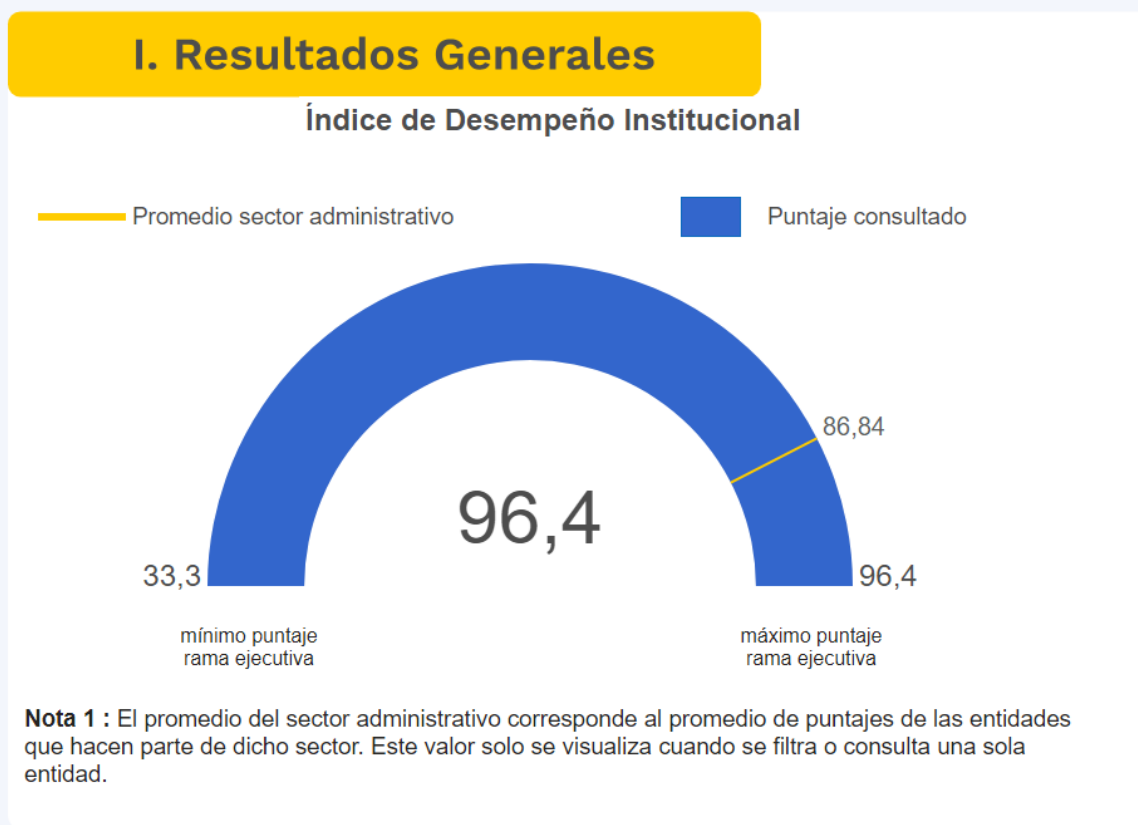 I. Resultados Generales
Índice de Desempeño Institucional
Promedio sector administrativo
Puntaje consultado
86,84
96,4
33,3
96,4
mínimo puntaje
rama ejecutiva
máximo puntaje
rama ejecutiva
Nota 1 : El promedio del sector administrativo corresponde al promedio de puntajes de las entidades
que hacen parte de dicho sector. Este valor solo se visualiza cuando se filtra o consulta una sola
entidad.